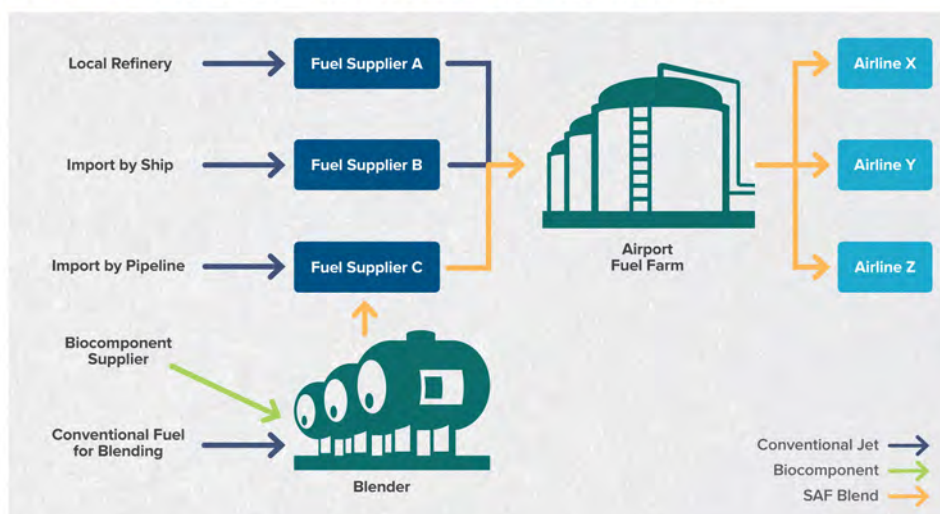 Local Refinery
Fuel Supplier A
Airline X
Import by Ship
Fuel Supplier B
Airline Y
Import by Pipeline
Fuel Supplier C
Airport
Fuel Farm
Airline Z
Biocomponent
Supplier
Conventional Fuel
for Blending
Blender
Conventional Jet
Biocomponent
SAF Blend